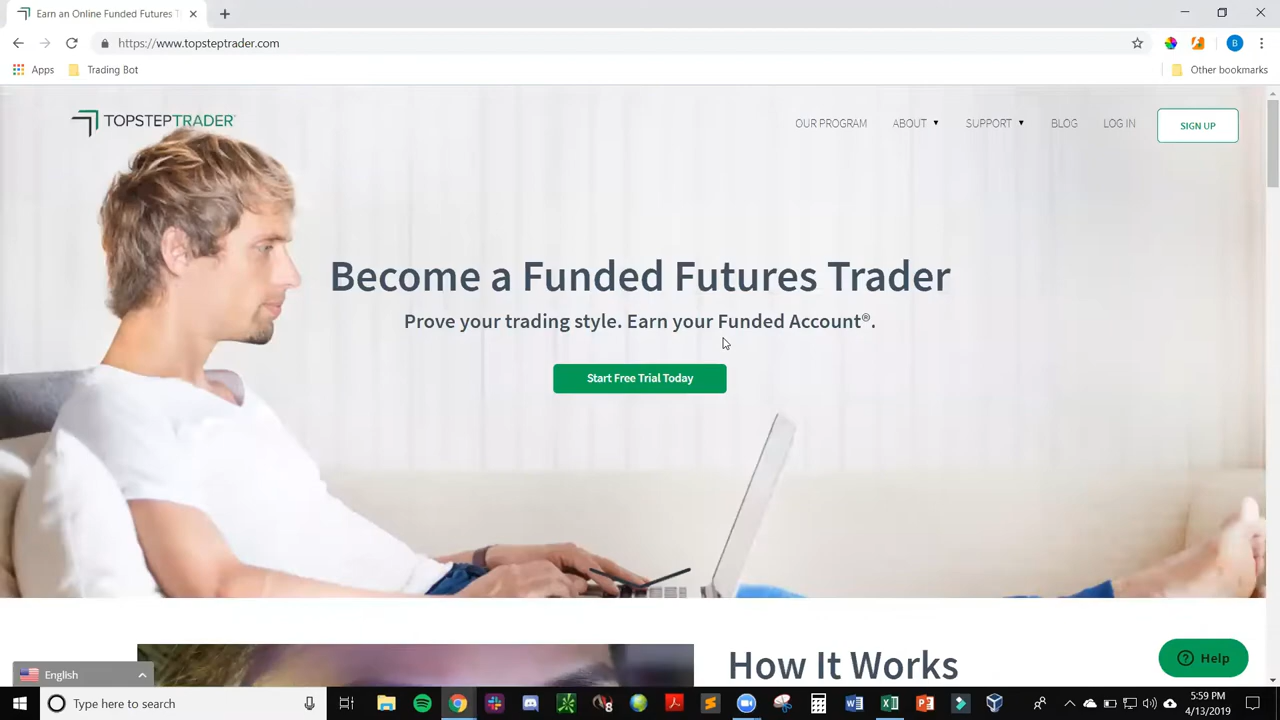 Earn an Online Funded Futures T
https://www.topsteptrader.com
B
Apps
Trading Bot
Other bookmarks
TOPSTEPTRADER
OUR PROGRAM
ABOUT
SUPPORT
BLOG
LOG IN
SIGN UP
Become a Funded Futures Trader
Prove your trading style. Earn your Funded Account®.
Start Free Trial Today
How It Works
English
Help
Type here to search
5:59 PM
4/13/2019